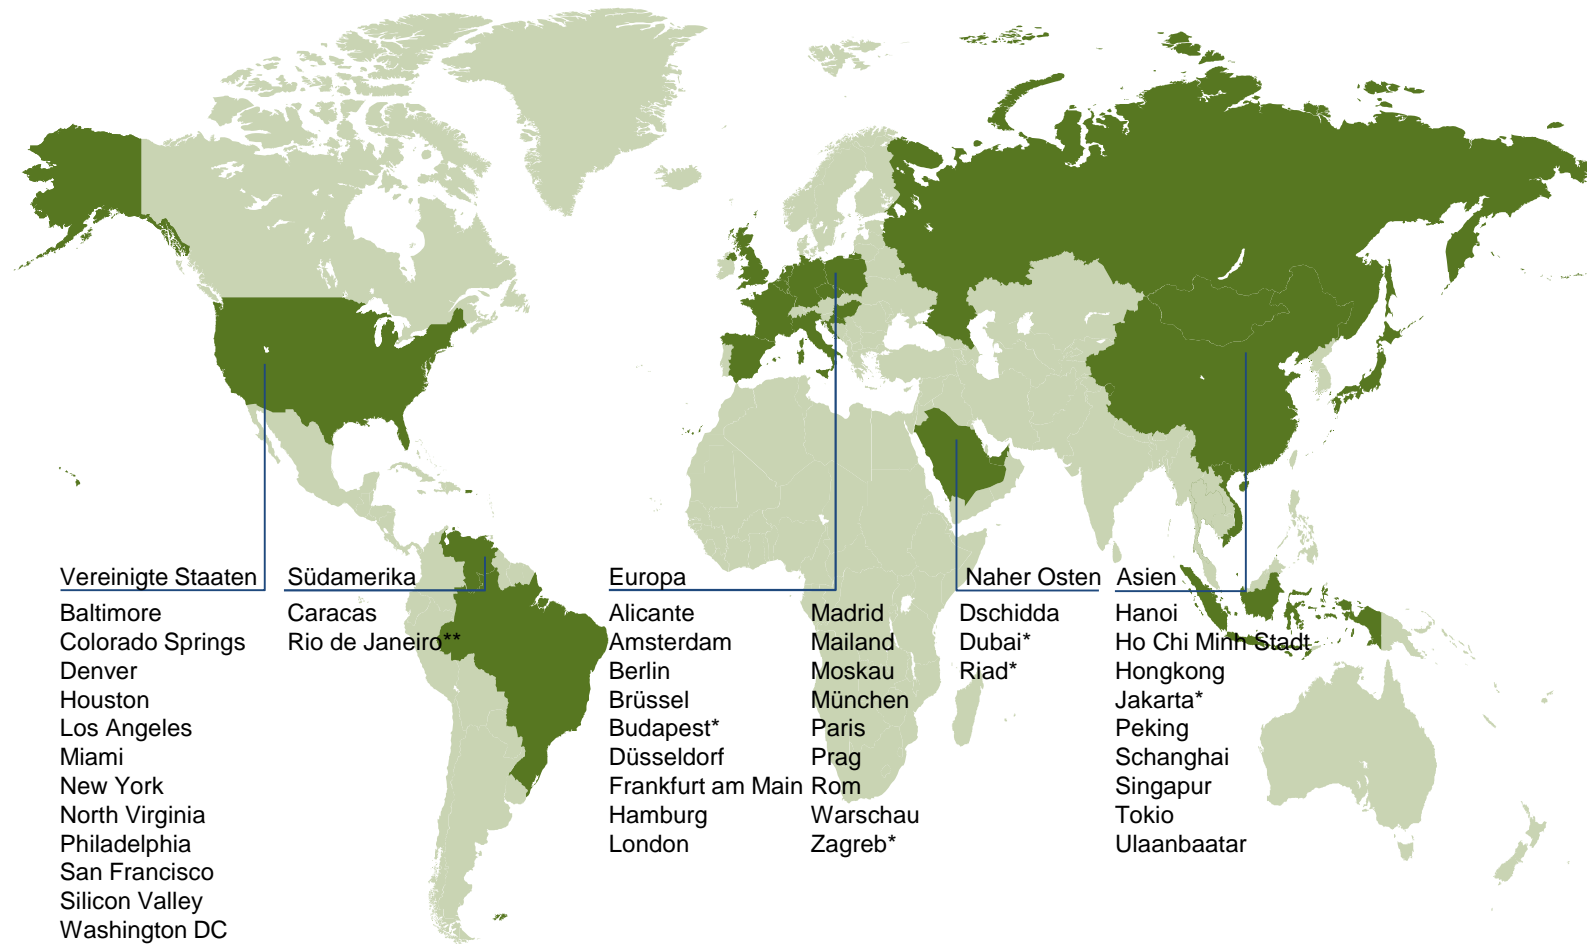 Vereinigte Staaten
Baltimore
Colorado Springs
Denver
Houston
Los Angeles
Miami
New York
North Virginia
Philadelphia
San Francisco
Silicon Valley
Washington DC
Südamerika
Caracas
Rio de Janeiro**
Europa
Alicante
Amsterdam
Berlin
Brüssel
Budapest*
Düsseldorf
Frankfurt am Main
Hamburg
London
Madrid
Mailand
Moskau
München
Paris
Prag
Rom
Warschau
Zagreb*
Naher Osten
Dschidda
Dubai*
Riad*
Asien
Hanoi
Ho Chi Minh Stadt
Hongkong
Jakarta*
Peking
Schanghai
Singapur
Tokio
Ulaanbaatar